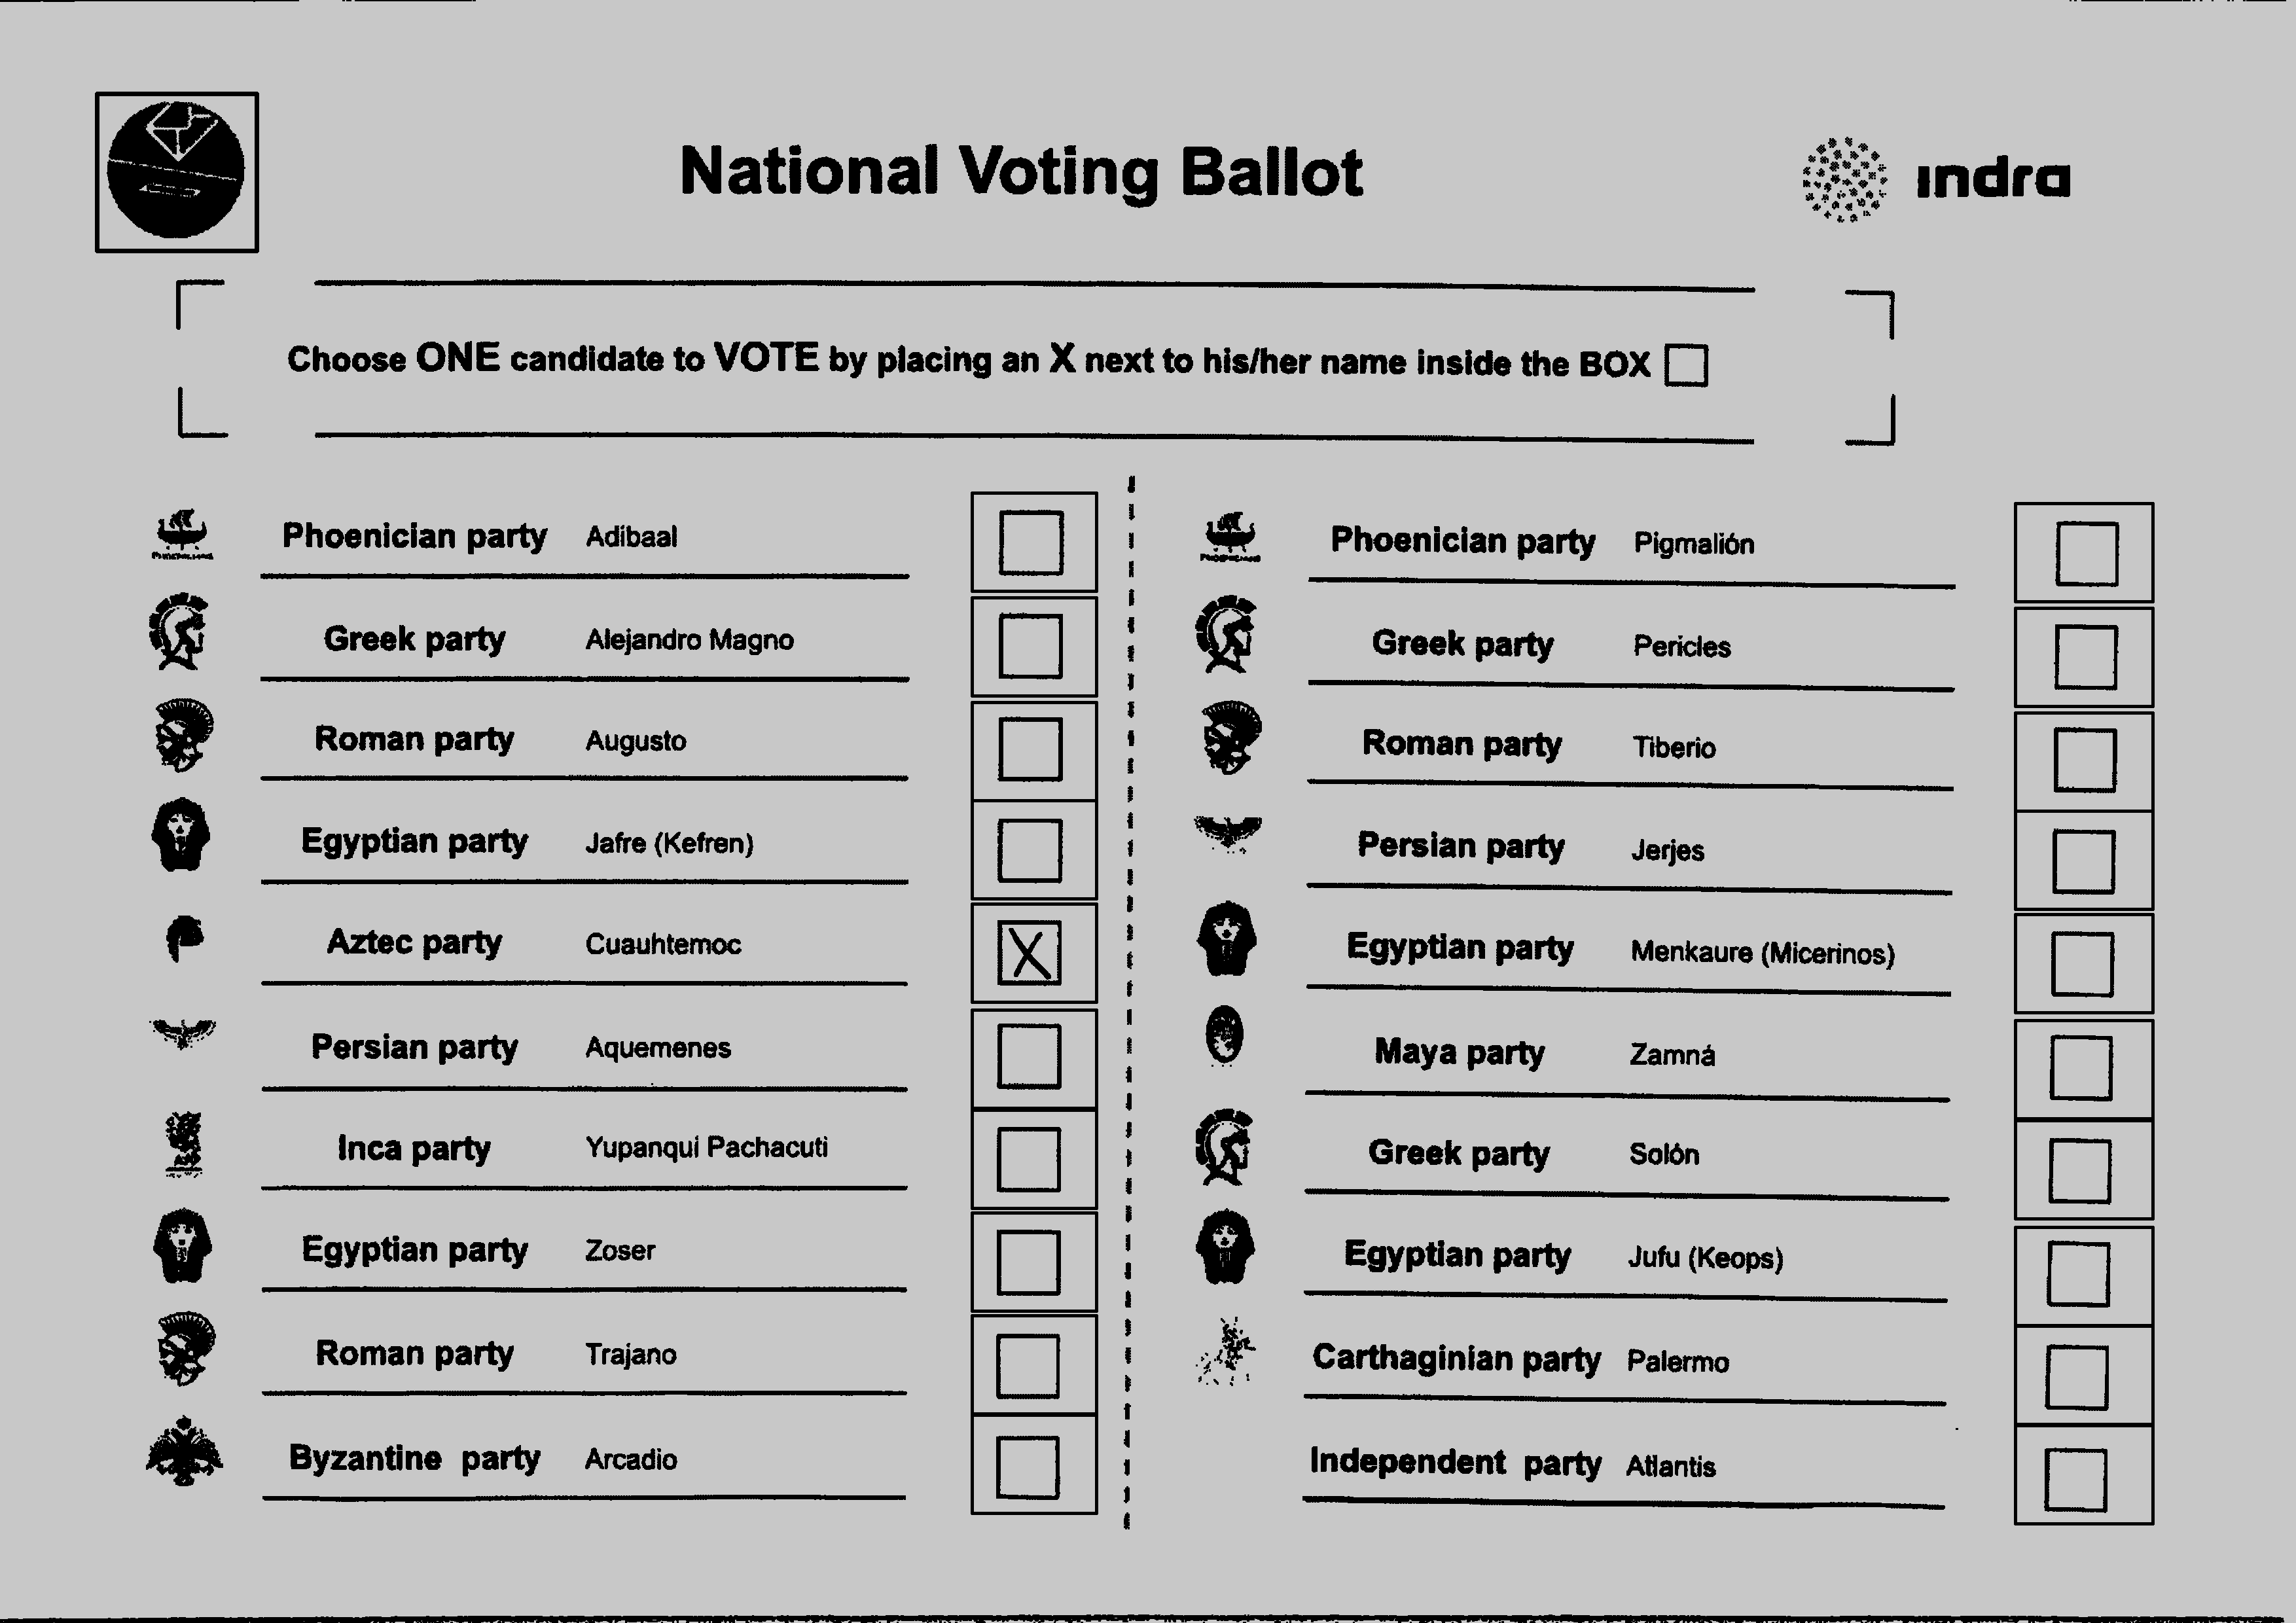 National Voting Ballot
indra
Choose ONE candidate to VOTE by placing an X next to his/her name inside the BOX
Phoenician party Adibaal
Greek party Alejandro Magno
Roman party Augusto
Egyptian party Jafre (Kefren)
Aztec party Cuauhtemoc X
Persian party Aquemenes
Inca party Yupanqui Pachacuti
Egyptian party Zoser
Roman party Trajano
Byzantine party Arcadio
Phoenician party Pigmalión
Greek party Pericles
Roman party Tiberio
Persian party Jerjes
Egyptian party Menkaure (Micerinos)
Maya party Zamná
Greek party Solón
Egyptian party Jufu (Keops)
Carthaginian party Palermo
Independent party Atlantis